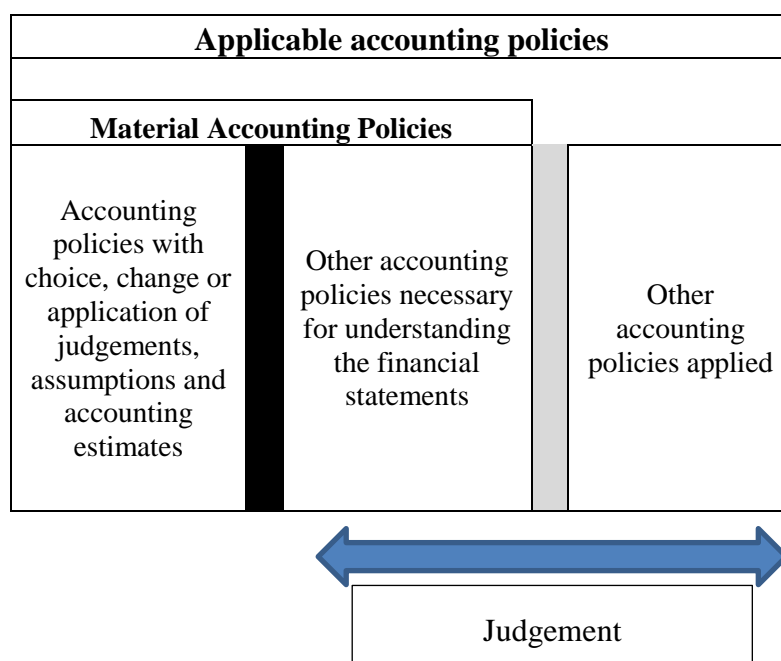 Applicable accounting policies
Material Accounting Policies
Accounting
policies with
choice, change or
application of
judgements,
assumptions and
accounting
estimates
Other accounting
policies necessary
for understanding
the financial
statements
Other
accounting
policies applied
Judgement